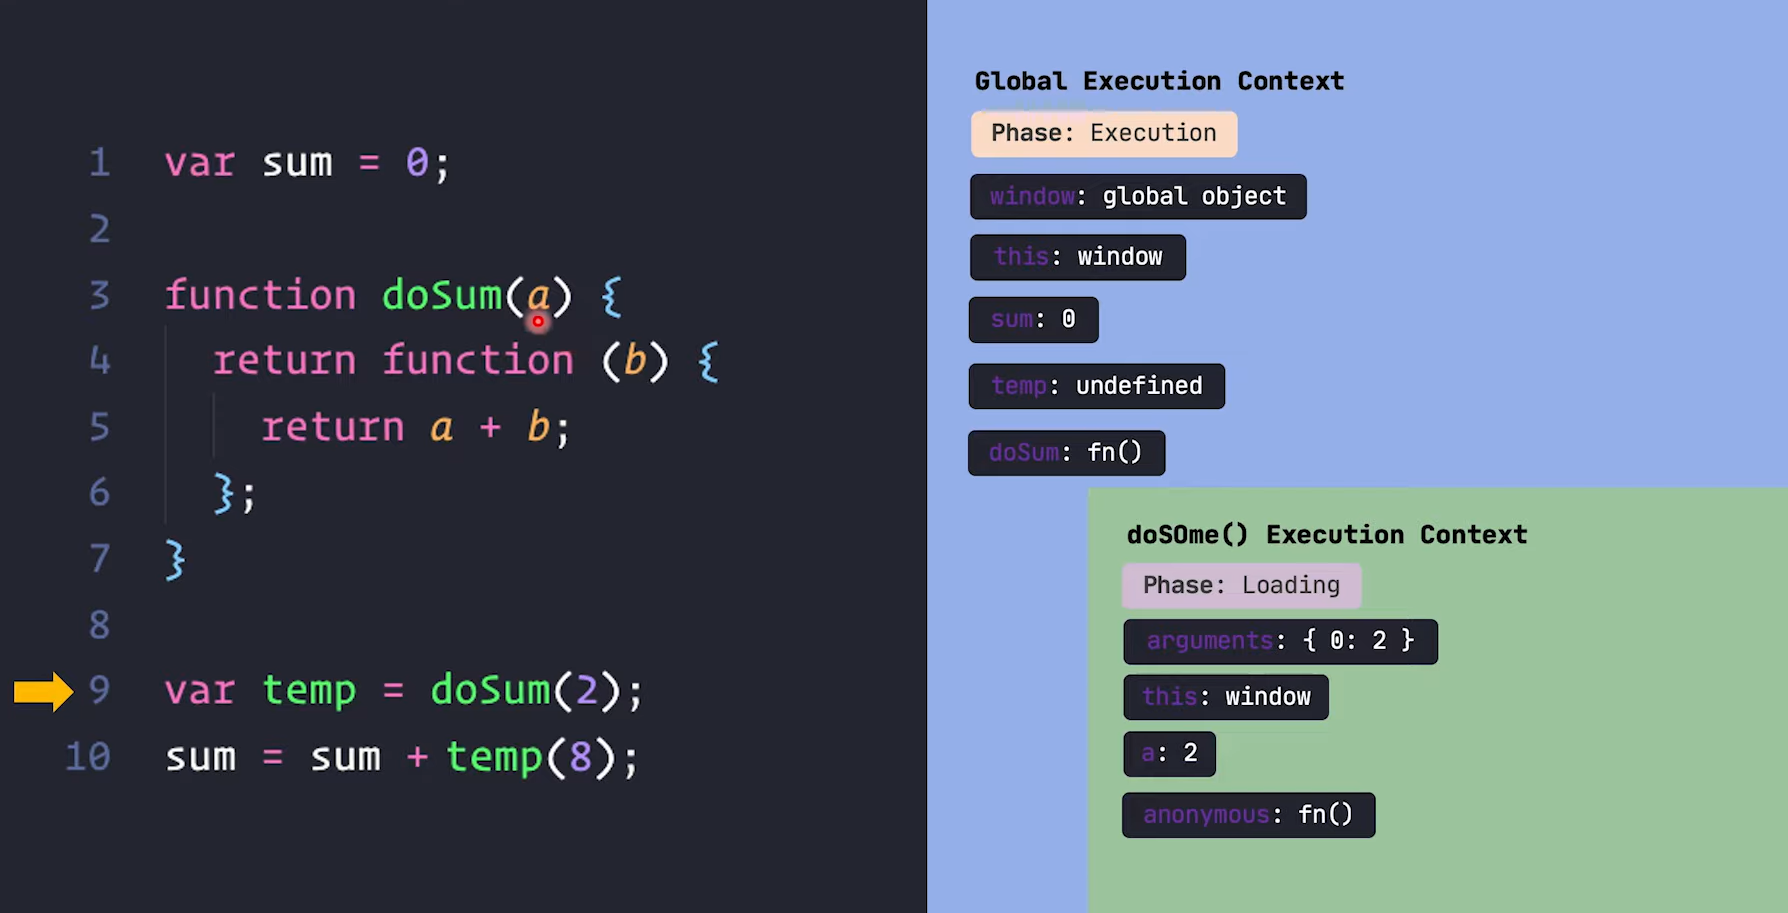 1 var sum = 0;
2
3 function doSum(a) {
4 return function (b) {
5 return a + b;
6 };
7 }
8
9 var temp = doSum(2);
10 sum = sum + temp(8);
Global Execution Context
Phase: Execution
window: global object
this: window
sum: 0
temp: undefined
doSum: fn()
doSOme() Execution Context
Phase: Loading
arguments: { 0: 2 }
this: window
a: 2
anonymous: fn()